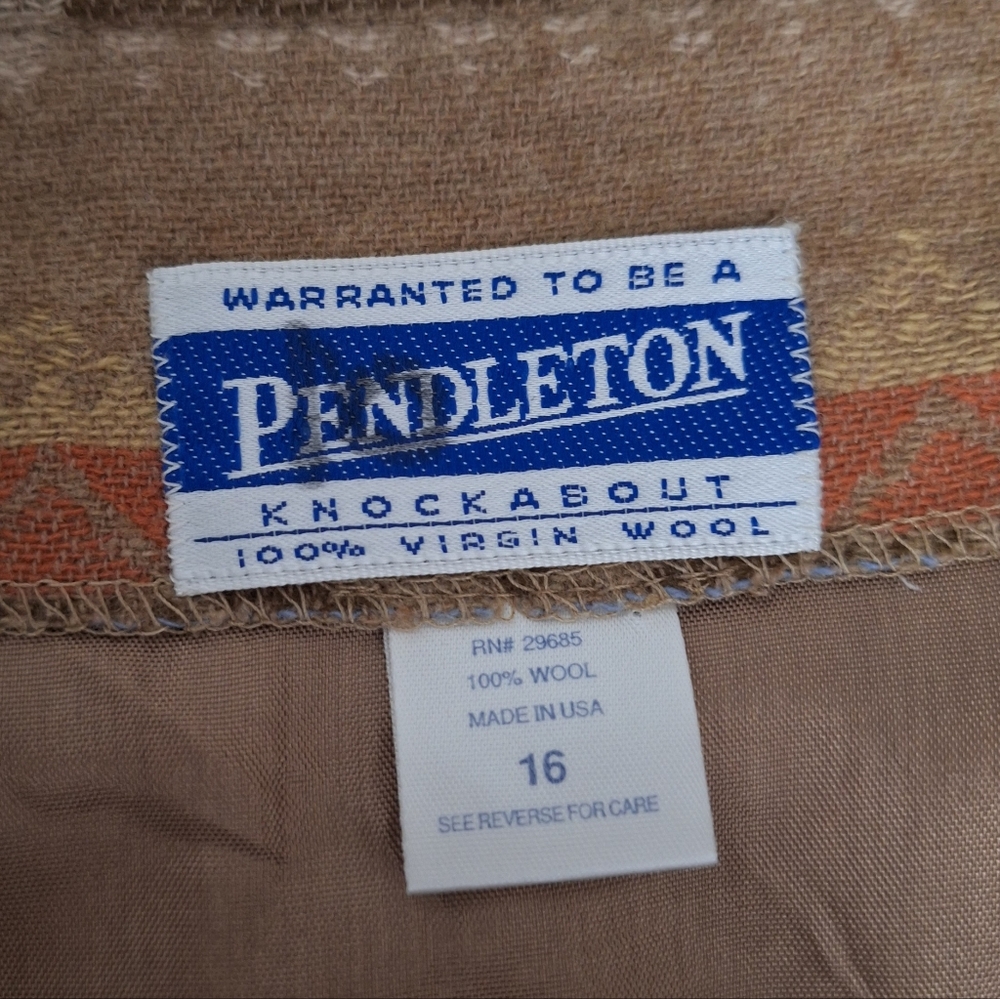 WARRANTED TO BE A
PENDLETON
KNOCKABOUT
100% VIRGIN WOOL
RN# 29685
100% WOOL
MADE IN USA
16
SEE REVERSE FOR CARE